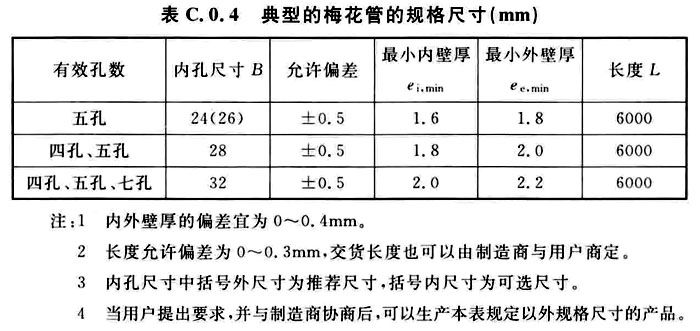 表 C.0.4 典型的梅花管的规格尺寸(mm)
有效孔数 内孔尺寸 B 允许偏差 最小内壁厚 e i,min 最小外壁厚 e e,min 长度 L
五孔 24(26) ±0.5 1.6 1.8 6000
四孔、五孔 28 ±0.5 1.8 2.0 6000
四孔、五孔、七孔 32 ±0.5 2.0 2.2 6000
注:1 内外壁厚的偏差宜为 0～0.4mm。
2 长度允许偏差为 0～0.3mm,交货长度也可以由制造商与用户商定。
3 内孔尺寸中括号外尺寸为推荐尺寸,括号内尺寸为可选尺寸。
4 当用户提出要求,并与制造商协商后,可以生产本表规定以外规格尺寸的产品。